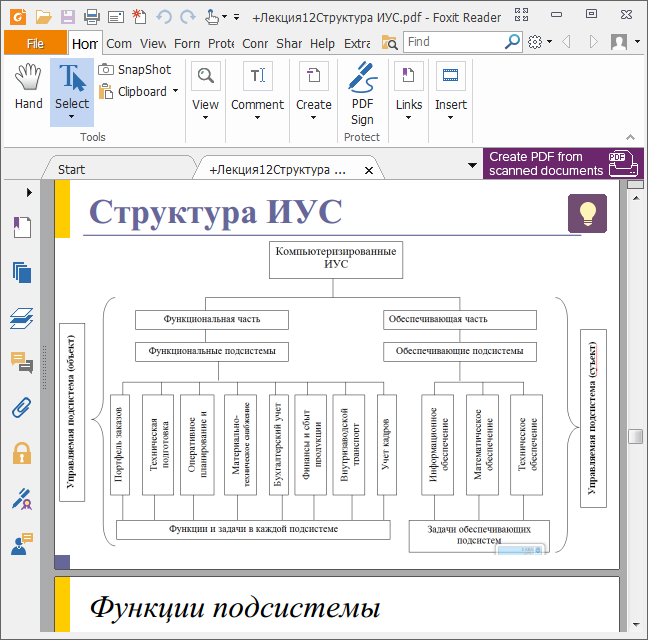 +Лекция12Структура ИУС.pdf - Foxit Reader
File
Hom
Com
View
Forn
Prote
Conr
Shar
Help
Extra
Find
Hand
Select
SnapShot
Clipboard
Tools
View
Comment
Create
PDF
Sign
Protect
Links
Insert
Start
+Лекция12Структура ...
Create PDF from
scanned documents
PDF
Структура ИУС
Компьютеризированные
ИУС
Функциональная часть
Обеспечивающая часть
Функциональные подсистемы
Обеспечивающие подсистемы
Управляемая подсистема (объект)
Портфель заказов
Техническая
подготовка
Оперативное
планирование и
Материально-
техническое снабжение
Бухгалтерский учет
Финансы и сбыт
продукции
Внутризаводской
транспорт
Учет кадров
Информационное
обеспечение
Математическое
обеспечение
Техническое
обеспечение
Управляемая подсистема (суъект)
Функции и задачи в каждой подсистеме
Задачи обеспечивающих
подсистем
Функции подсистемы